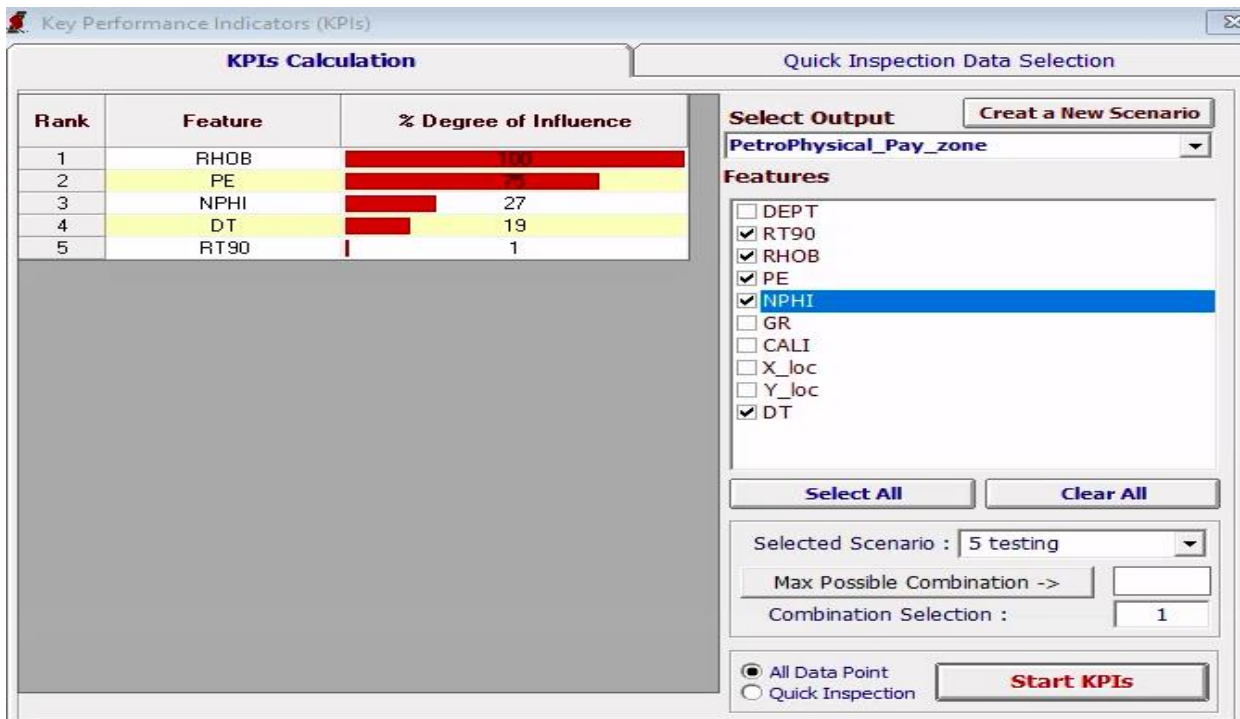 Key Performance Indicators (KPIs)
KPIs Calculation
Quick Inspection Data Selection
Rank Feature % Degree of Influence
1 RHOB 100
2 PE 75
3 NPHI 27
4 DT 19
5 RT90 1
Select Output
Creat a New Scenario
PetroPhysical_Pay_zone
Features
DEPT
RT90
RHOB
PE
NPHI
GR
CALI
X_loc
Y_loc
DT
Select All
Clear All
Selected Scenario : 5 testing
Max Possible Combination ->
Combination Selection : 1
All Data Point
Quick Inspection
Start KPIs